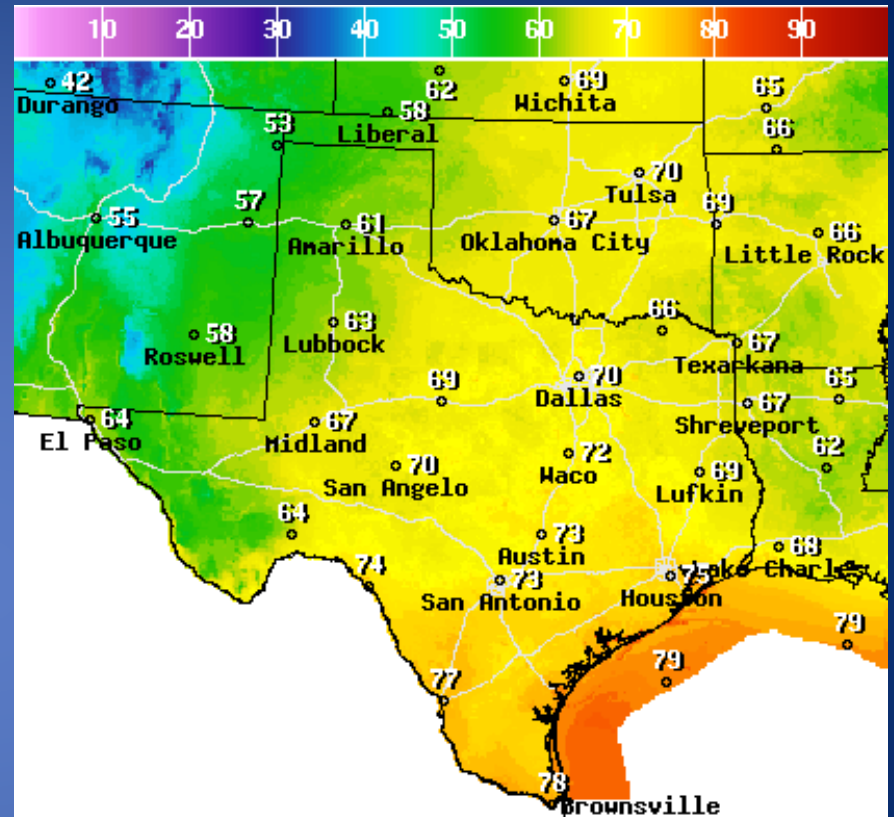 10 20 30 40 50 60 70 80 90
42 62 69 65
Durango Wichita
58
Liberal
53 66
70
Tulsa
55 57 61 67 69 66
Albuquerque Amarillo Oklahoma City Little Rock
58 63 66
Roswell Lubbock
67
Texarkana
69 70 67 65
Dallas Shreveport
64 67
El Paso Midland
70 72 69 62
San Angelo Waco Lufkin
64 73 68
Austin Lake Charles
74 73 75
San Antonio Houston
79
77 79
78
Brownsville